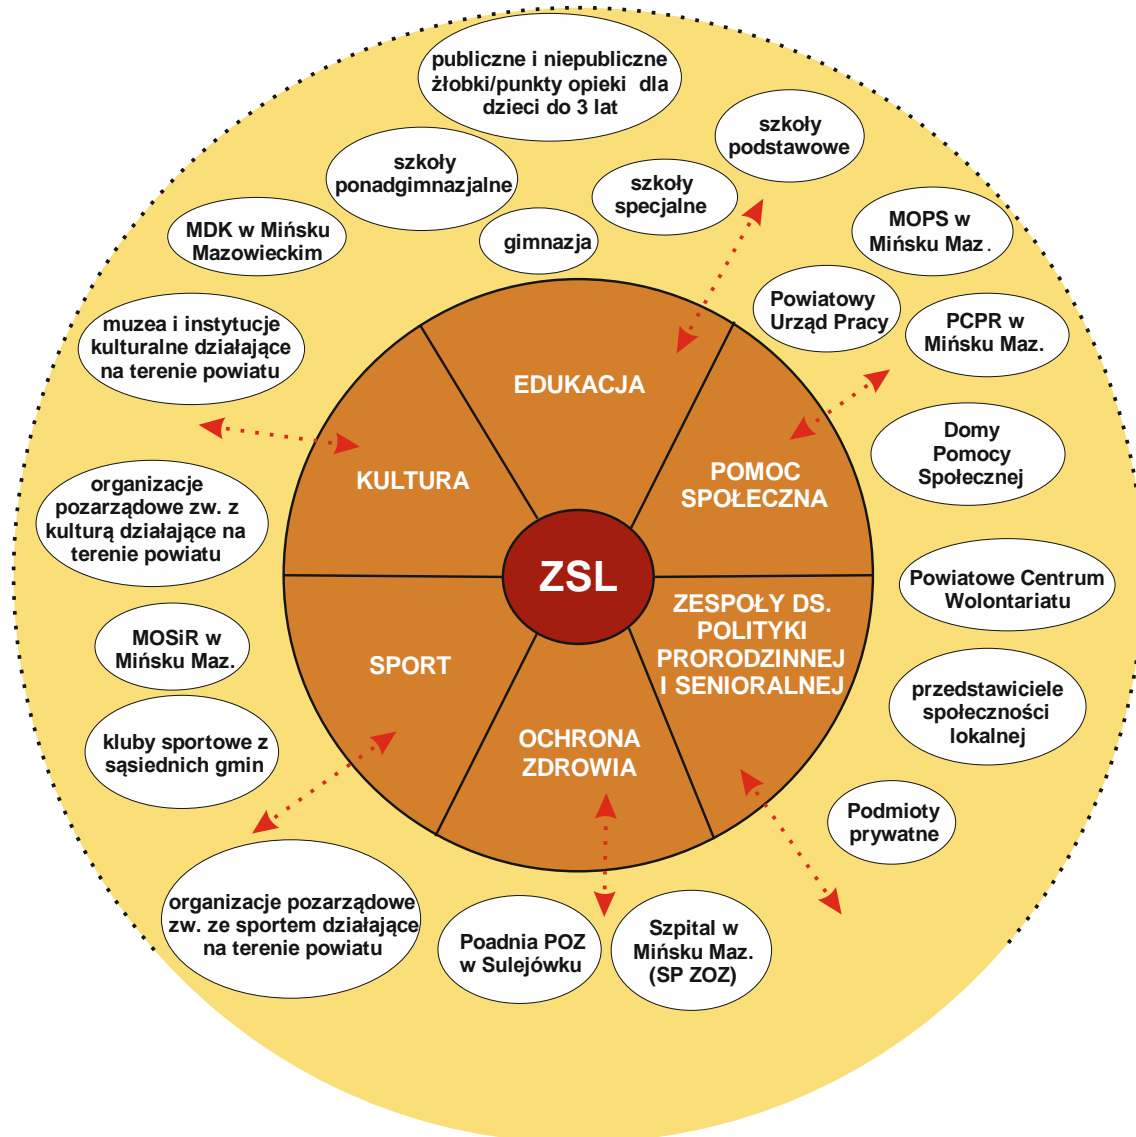 publiczne i niepubliczne
żłobki/punkty opieki dla
dzieci do 3 lat
szkoły
podstawowe
szkoły
ponadgimnazjalne
szkoły
specjalne
gimnazja
MDK w Mińsku
Mazowieckim
MOPS w
Mińsku Maz.
Powiatowy
Urząd Pracy
PCPR w
Mińsku Maz.
muzea i instytucje
kulturalne działające
na terenie powiatu
EDUKACJA
KULTURA
POMOC
SPOŁECZNA
Domy
Pomocy
Społecznej
organizacje
pozarządowe zw. z
kulturą działające na
terenie powiatu
ZSL
Powiatowe Centrum
Wolontariatu
ZESPOŁY DS.
POLITYKI
PRORODZINNEJ
I SENIORALNEJ
MOSiR w
Mińsku Maz.
SPORT
przedstawiciele
społeczności
lokalnej
kluby sportowe z
sąsiednich gmin
OCHRONA
ZDROWIA
Podmioty
prywatne
organizacje pozarządowe
zw. ze sportem działające
na terenie powiatu
Poadnia POZ
w Sulejówku
Szpital w
Mińsku Maz.
(SP ZOZ)